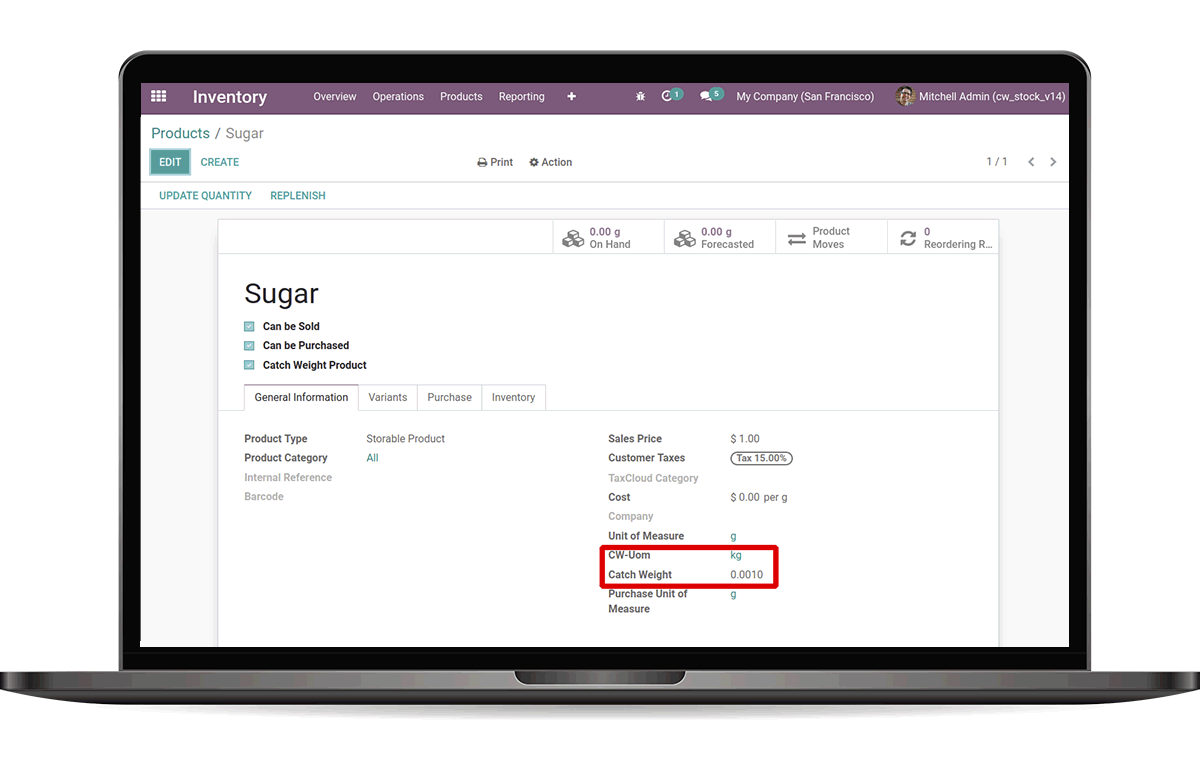 Inventory Overview Operations Products Reporting + 1 5 My Company (San Francisco) Mitchell Admin (cw_stock_v14)
Products / Sugar
EDIT CREATE Print Action 1 / 1
UPDATE QUANTITY REPLENISH
0.00 g
On Hand
0.00 g
Forecasted
Product
Moves
0
Reordering R...
Sugar
Can be Sold
Can be Purchased
Catch Weight Product
General Information Variants Purchase Inventory
Product Type Storable Product
Product Category All
Internal Reference
Barcode
Sales Price $ 1.00
Customer Taxes Tax 15.00%
TaxCloud Category
Cost $ 0.00 per g
Company
Unit of Measure g
CW-Uom kg
Catch Weight 0.0010
Purchase Unit of g
Measure